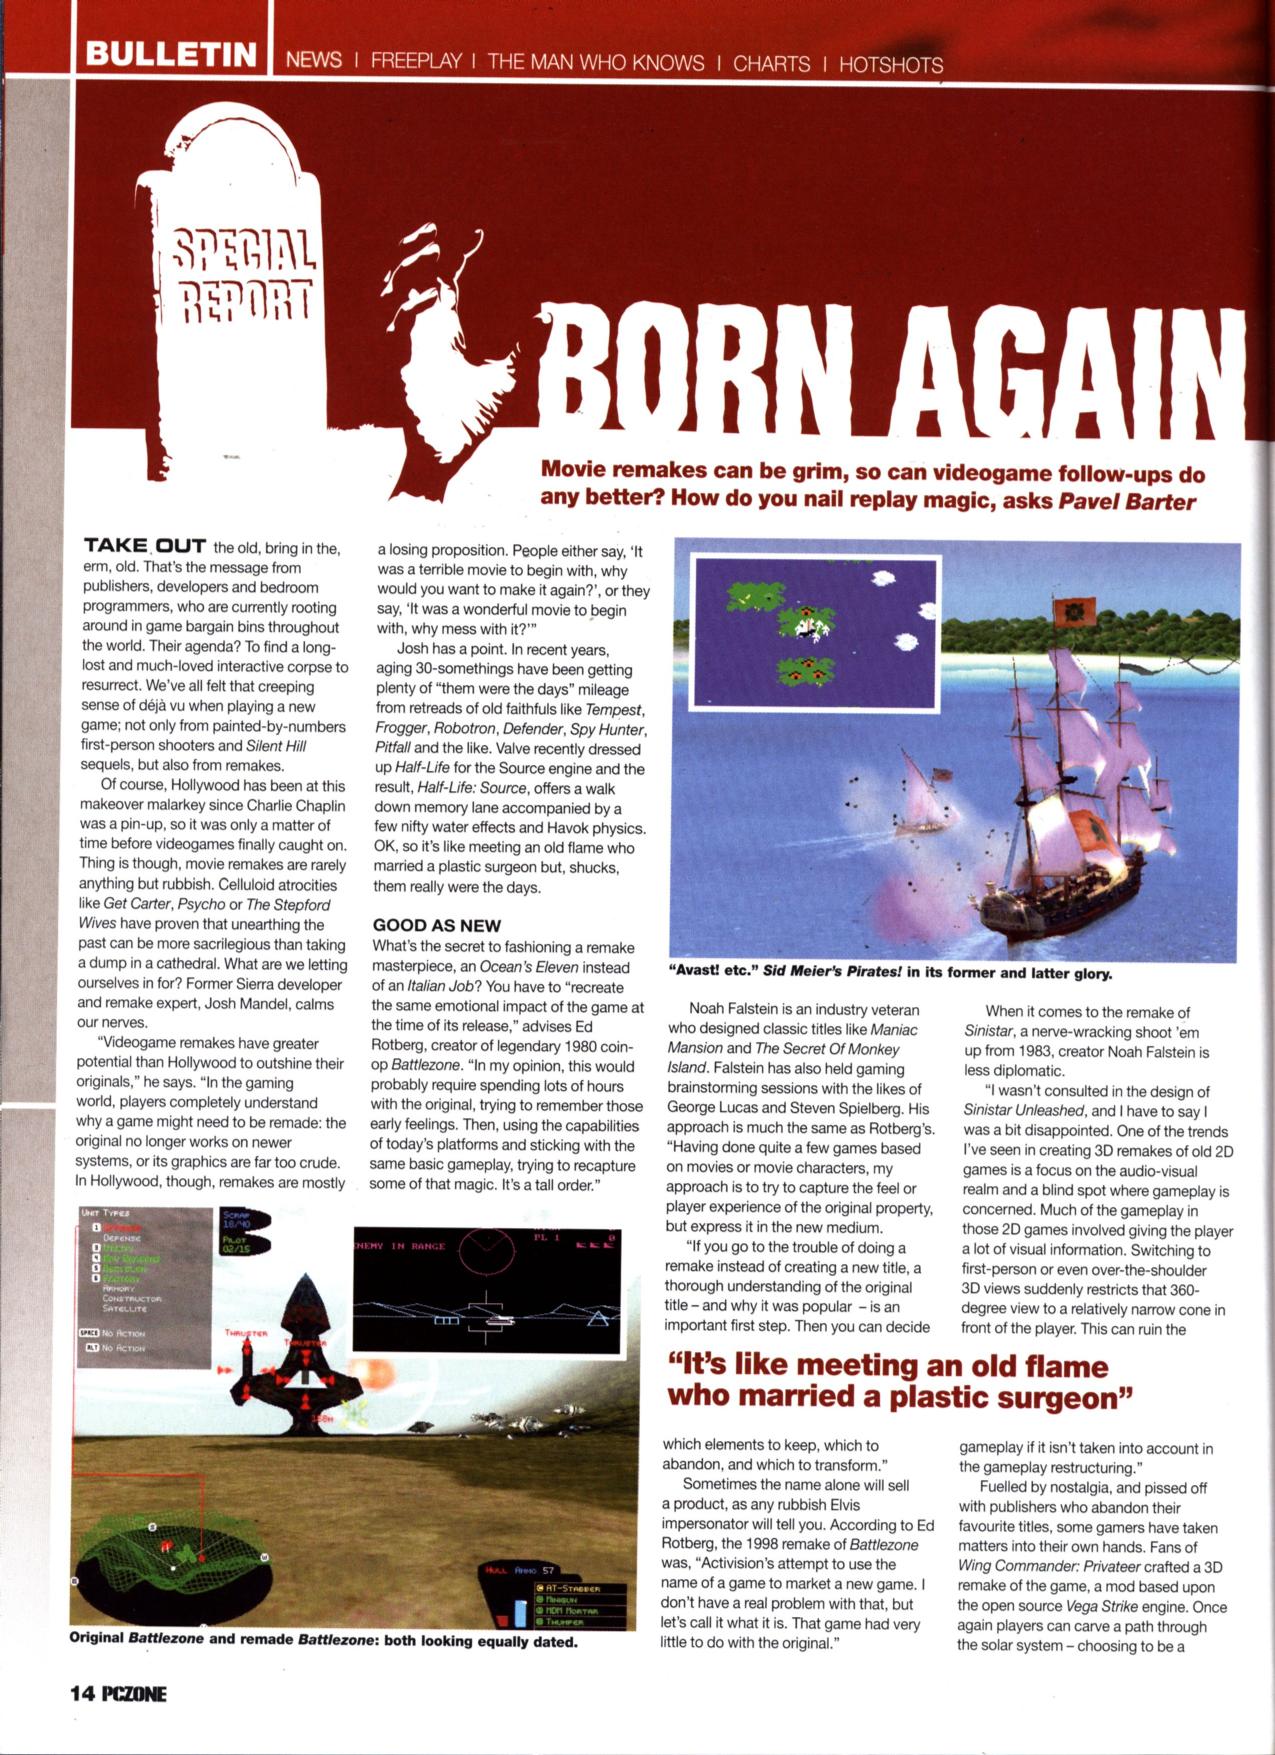 BULLETIN
NEWS | FREEPLAY | THE MAN WHO KNOWS | CHARTS | HOTSHOTS
SPECIAL
REPORT
BORN AGAIN
Movie remakes can be grim, so can videogame follow-ups do
any better? How do you nail replay magic, asks Pavel Barter
TAKE OUT the old, bring in the,
erm, old. That's the message from
publishers, developers and bedroom
programmers, who are currently rooting
around in game bargain bins throughout
the world. Their agenda? To find a long-
lost and much-loved interactive corpse to
resurrect. We've all felt that creeping
sense of déjà vu when playing a new
game; not only from painted-by-numbers
first-person shooters and Silent Hill
sequels, but also from remakes.
Of course, Hollywood has been at this
makeover malarkey since Charlie Chaplin
was a pin-up, so it was only a matter of
time before videogames finally caught on.
Thing is though, movie remakes are rarely
anything but rubbish. Celluloid atrocities
like Get Carter, Psycho or The Stepford
Wives have proven that unearthing the
past can be more sacrilegious than taking
a dump in a cathedral. What are we letting
ourselves in for? Former Sierra developer
and remake expert, Josh Mandel, calms
our nerves.
"Videogame remakes have greater
potential than Hollywood to outshine their
originals," he says. "In the gaming
world, players completely understand
why a game might need to be remade: the
original no longer works on newer
systems, or its graphics are far too crude.
In Hollywood, though, remakes are mostly
a losing proposition. People either say, 'It
was a terrible movie to begin with, why
would you want to make it again?', or they
say, 'It was a wonderful movie to begin
with, why mess with it?'"
Josh has a point. In recent years,
aging 30-somethings have been getting
plenty of "them were the days" mileage
from retreads of old faithfuls like Tempest,
Frogger, Robotron, Defender, Spy Hunter,
Pitfall and the like. Valve recently dressed
up Half-Life for the Source engine and the
result, Half-Life: Source, offers a walk
down memory lane accompanied by a
few nifty water effects and Havok physics.
OK, so it's like meeting an old flame who
married a plastic surgeon but, shucks,
them really were the days.
GOOD AS NEW
What's the secret to fashioning a remake
masterpiece, an Ocean's Eleven instead
of an Italian Job? You have to "recreate
the same emotional impact of the game at
the time of its release," advises Ed
Rotberg, creator of legendary 1980 coin-
op Battlezone. "In my opinion, this would
probably require spending lots of hours
with the original, trying to remember those
early feelings. Then, using the capabilities
of today's platforms and sticking with the
same basic gameplay, trying to recapture
some of that magic. It's a tall order."
"Avast! etc." Sid Meier's Pirates! in its former and latter glory.
Noah Falstein is an industry veteran
who designed classic titles like Maniac
Mansion and The Secret Of Monkey
Island. Falstein has also held gaming
brainstorming sessions with the likes of
George Lucas and Steven Spielberg. His
approach is much the same as Rotberg's.
"Having done quite a few games based
on movies or movie characters, my
approach is to try to capture the feel or
player experience of the original property,
but express it in the new medium.
"If you go to the trouble of doing a
remake instead of creating a new title, a
thorough understanding of the original
title – and why it was popular – is an
important first step. Then you can decide
"It's like meeting an old flame
who married a plastic surgeon"
which elements to keep, which to
abandon, and which to transform."
Sometimes the name alone will sell
a product, as any rubbish Elvis
impersonator will tell you. According to Ed
Rotberg, the 1998 remake of Battlezone
was, "Activision's attempt to use the
name of a game to market a new game. I
don't have a real problem with that, but
let's call it what it is. That game had very
little to do with the original."
When it comes to the remake of
Sinistar, a nerve-wracking shoot 'em
up from 1983, creator Noah Falstein is
less diplomatic.
"I wasn't consulted in the design of
Sinistar Unleashed, and I have to say I
was a bit disappointed. One of the trends
I've seen in creating 3D remakes of old 2D
games is a focus on the audio-visual
realm and a blind spot where gameplay is
concerned. Much of the gameplay in
those 2D games involved giving the player
a lot of visual information. Switching to
first-person or even over-the-shoulder
3D views suddenly restricts that 360-
degree view to a relatively narrow cone in
front of the player. This can ruin the
gameplay if it isn't taken into account in
the gameplay restructuring."
Fuelled by nostalgia, and pissed off
with publishers who abandon their
favourite titles, some gamers have taken
matters into their own hands. Fans of
Wing Commander: Privateer crafted a 3D
remake of the game, a mod based upon
the open source Vega Strike engine. Once
again players can carve a path through
the solar system – choosing to be a
UNIT TYPES
1
DEFENSE
3
4
5
6 FACTORY
ARMORY
CONSTRUCTOR
SATELLITE
SPACE NO ACTION
ALT NO ACTION
SCRAP
18/40
PILOT
02/15
ENEMY IN RANGE
PL 1
0
THRUSTER
THRUSTER
158M
S
W
HULL AMMO 57
AT-STABBER
MINIGUN
MDM MORTAR
THUMPER
Original Battlezone and remade Battlezone: both looking equally dated.
14 PCZONE